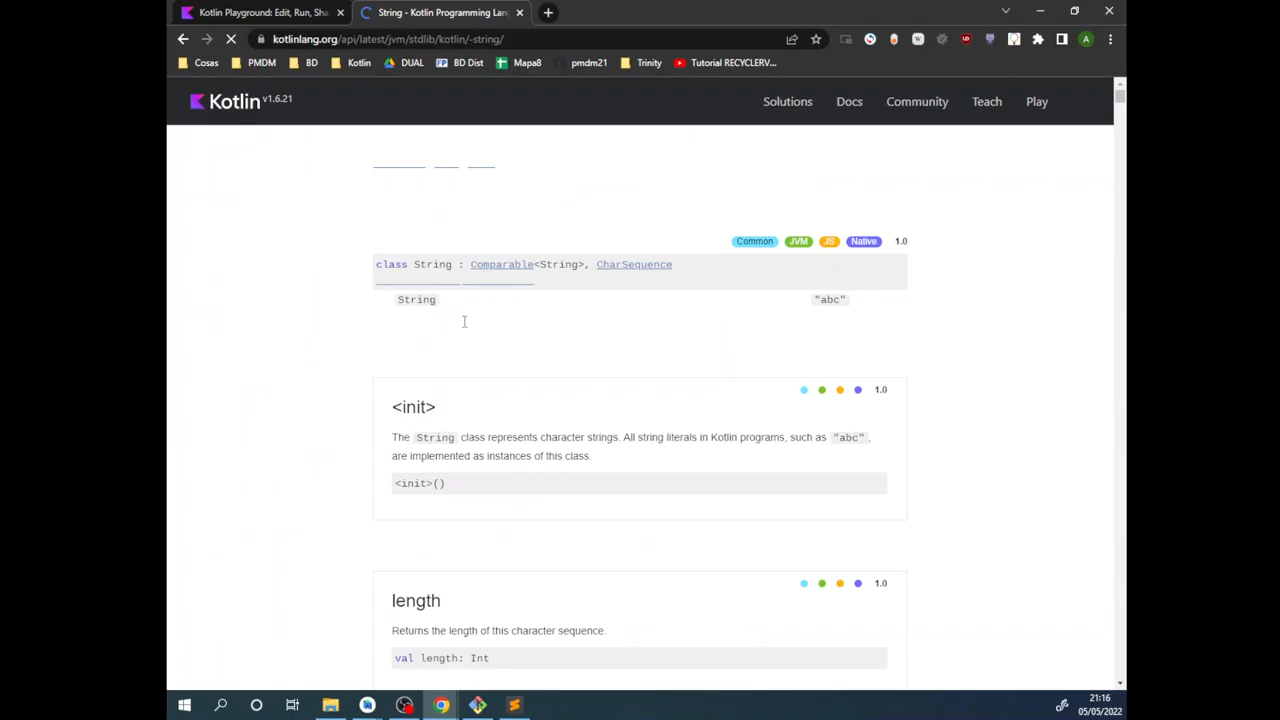 Kotlin Playground: Edit, Run, Sha
String - Kotlin Programming Lang
kotlinlang.org/api/latest/jvm/stdlib/kotlin/-string/
Cosas PMDM BD Kotlin DUAL BD Dist Mapa8 pmdm21 Trinity Tutorial RECYCLERV...
Kotlin v1.6.21 Solutions Docs Community Teach Play
Common JVM JS Native 1.0
class String : Comparable<String>, CharSequence
String "abc"
1.0
<init>
The String class represents character strings. All string literals in Kotlin programs, such as "abc",
are implemented as instances of this class.
<init>()
1.0
length
Returns the length of this character sequence.
val length: Int
21:16
05/05/2022